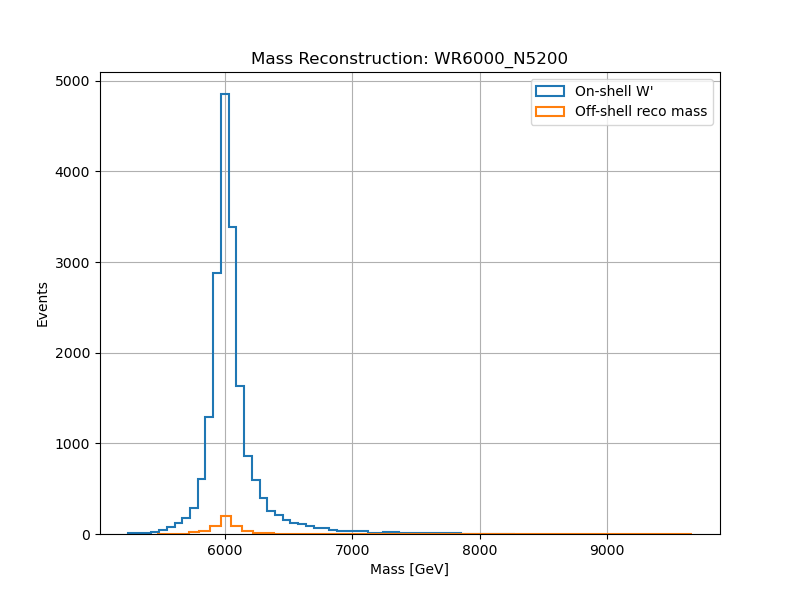 Mass Reconstruction: WR6000_N5200
On-shell W'
Off-shell reco mass
5000
4000
3000
2000
1000
0
Events
6000 7000 8000 9000
Mass [GeV]